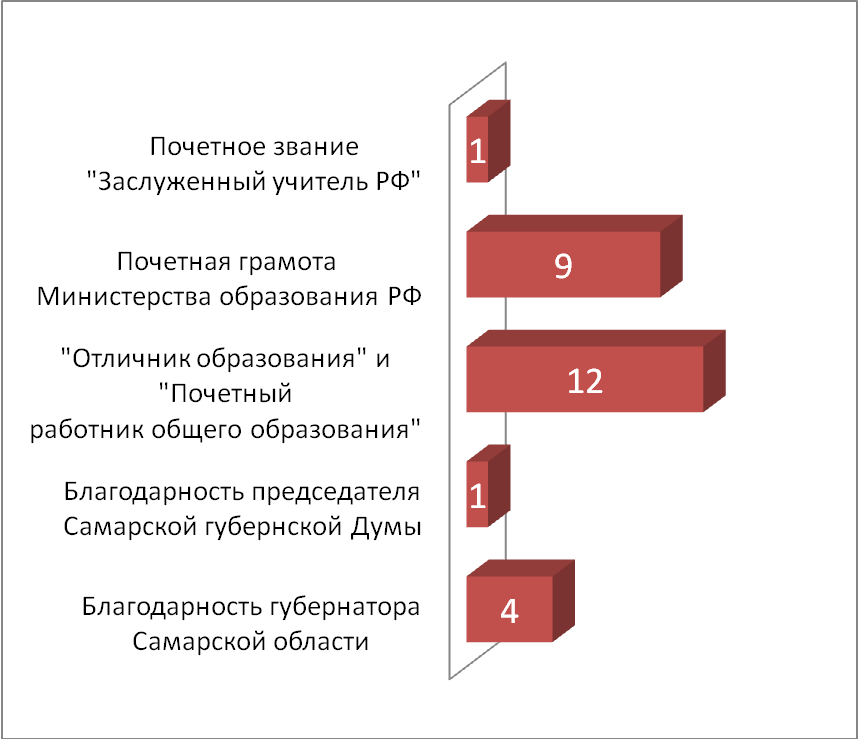 Почетное звание
"Заслуженный учитель РФ"
1
Почетная грамота
Министерства образования РФ
9
"Отличник образования" и
"Почетный
работник общего образования"
12
Благодарность председателя
Самарской губернской Думы
1
Благодарность губернатора
Самарской области
4